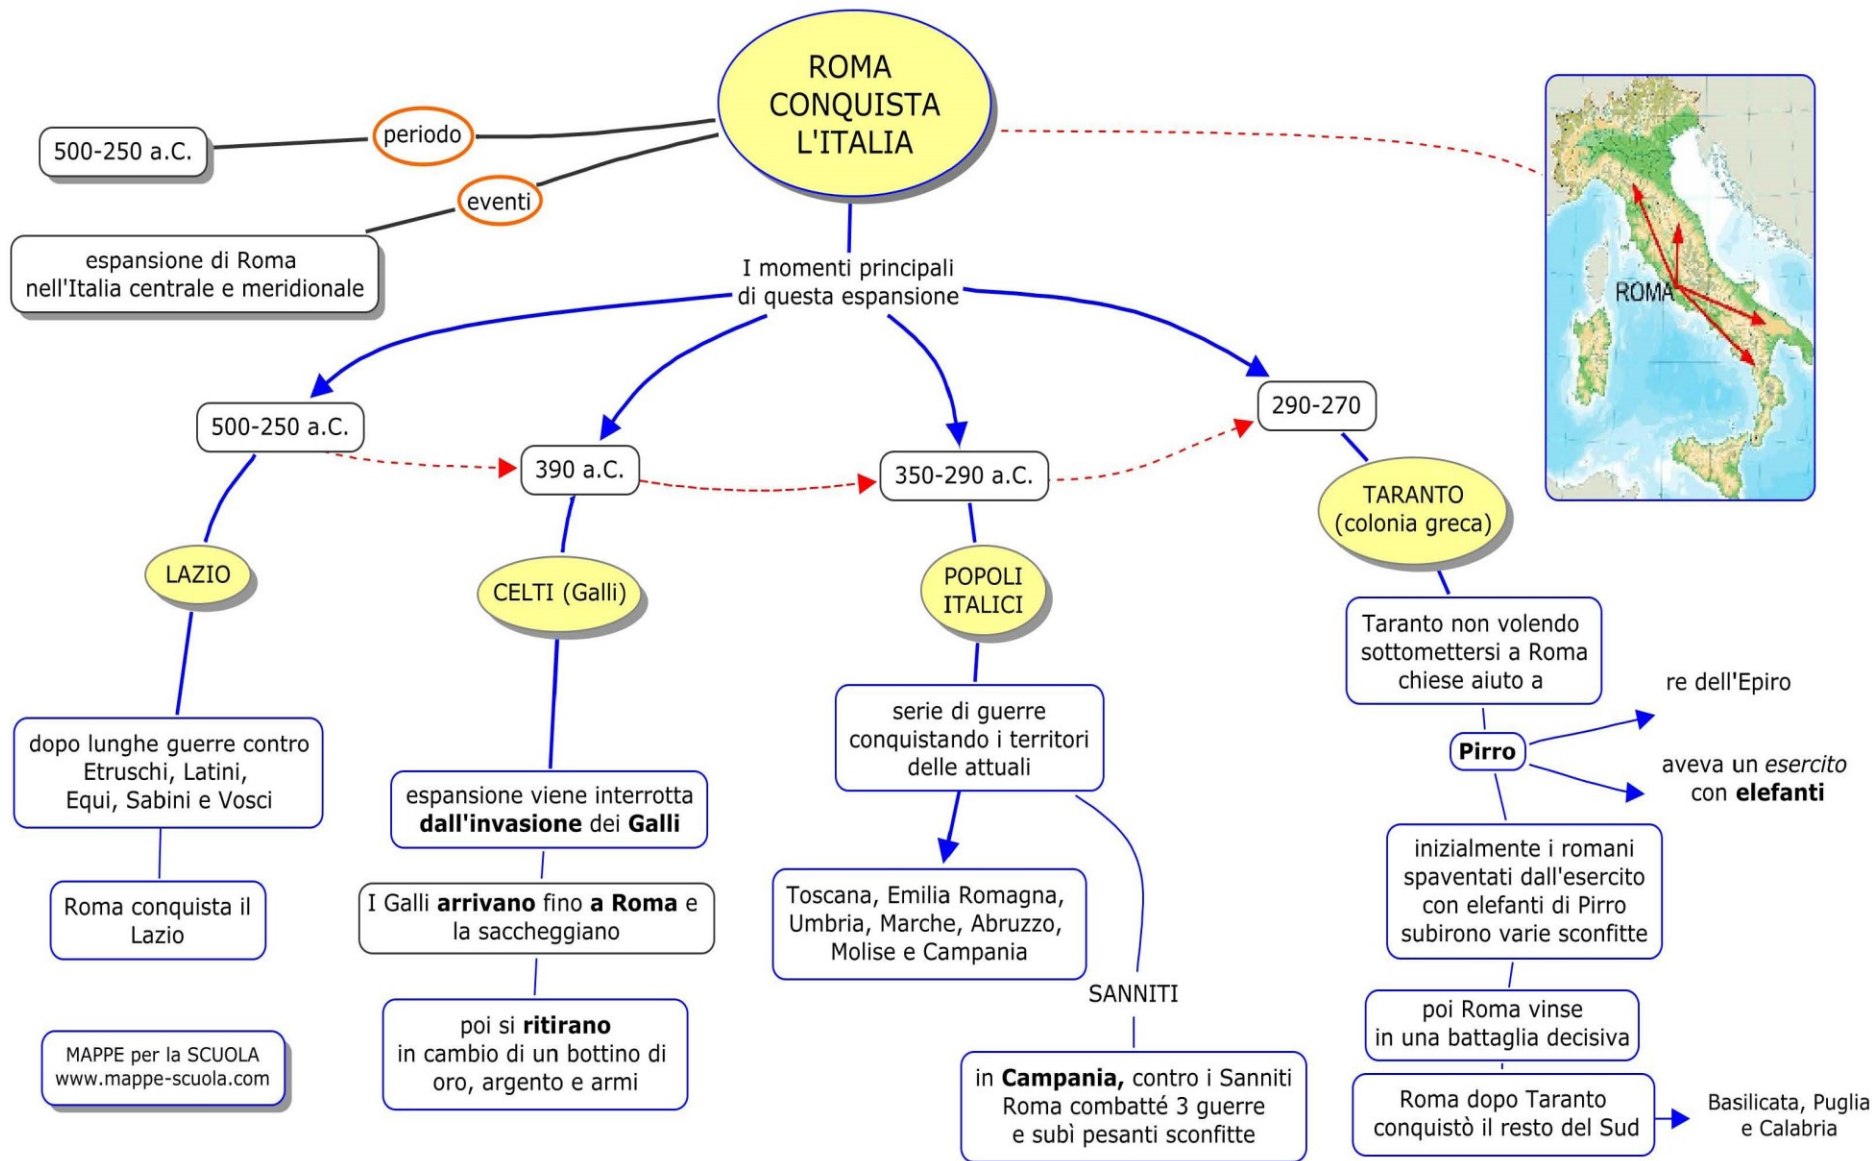 ROMA
CONQUISTA
L'ITALIA
periodo
500-250 a.C.
eventi
espansione di Roma
nell'Italia centrale e meridionale
I momenti principali
di questa espansione
ROMA
500-250 a.C.
LAZIO
dopo lunghe guerre contro
Etruschi, Latini,
Equi, Sabini e Vosci
Roma conquista il
Lazio
MAPPE per la SCUOLA
www.mappe-scuola.com
390 a.C.
CELTI (Galli)
espansione viene interrotta
dall'invasione dei Galli
I Galli arrivano fino a Roma e
la saccheggiano
poi si ritirano
in cambio di un bottino di
oro, argento e armi
350-290 a.C.
POPOLI
ITALICI
serie di guerre
conquistando i territori
delle attuali
Toscana, Emilia Romagna,
Umbria, Marche, Abruzzo,
Molise e Campania
SANNITI
in Campania, contro i Sanniti
Roma combatté 3 guerre
e subì pesanti sconfitte
290-270
TARANTO
(colonia greca)
Taranto non volendo
sottomettersi a Roma
chiese aiuto a
Pirro
re dell'Epiro
aveva un esercito
con elefanti
inizialmente i romani
spaventati dall'esercito
con elefanti di Pirro
subirono varie sconfitte
poi Roma vinse
in una battaglia decisiva
Roma dopo Taranto
conquistò il resto del Sud
Basilicata, Puglia
e Calabria